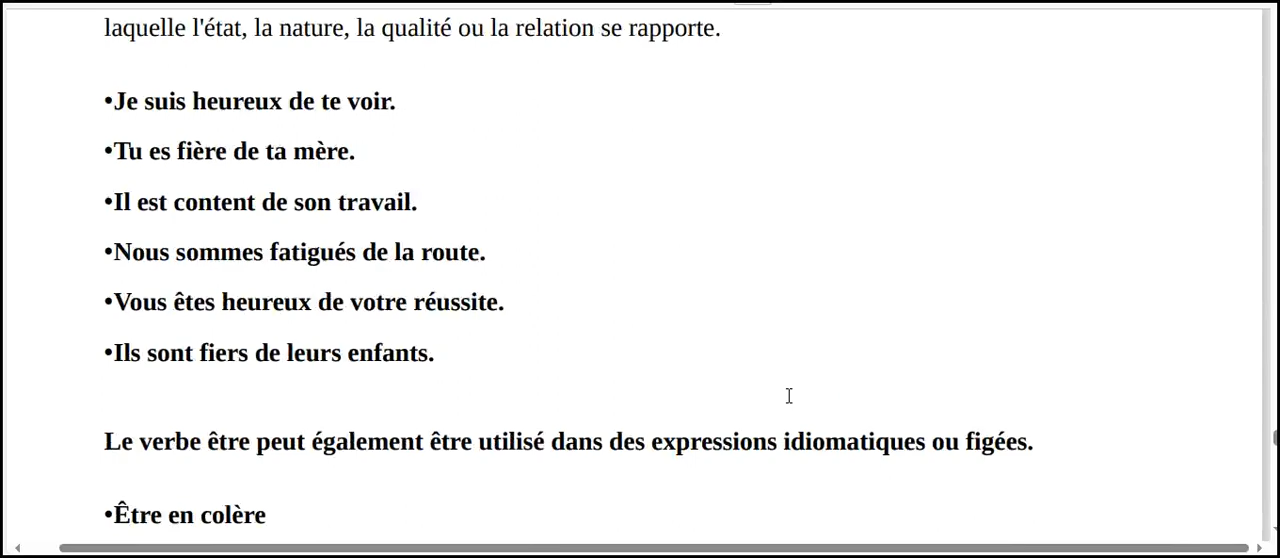 laquelle l'état, la nature, la qualité ou la relation se rapporte.
•Je suis heureux de te voir.
•Tu es fière de ta mère.
•Il est content de son travail.
•Nous sommes fatigués de la route.
•Vous êtes heureux de votre réussite.
•Ils sont fiers de leurs enfants.
Le verbe être peut également être utilisé dans des expressions idiomatiques ou figées.
•Être en colère